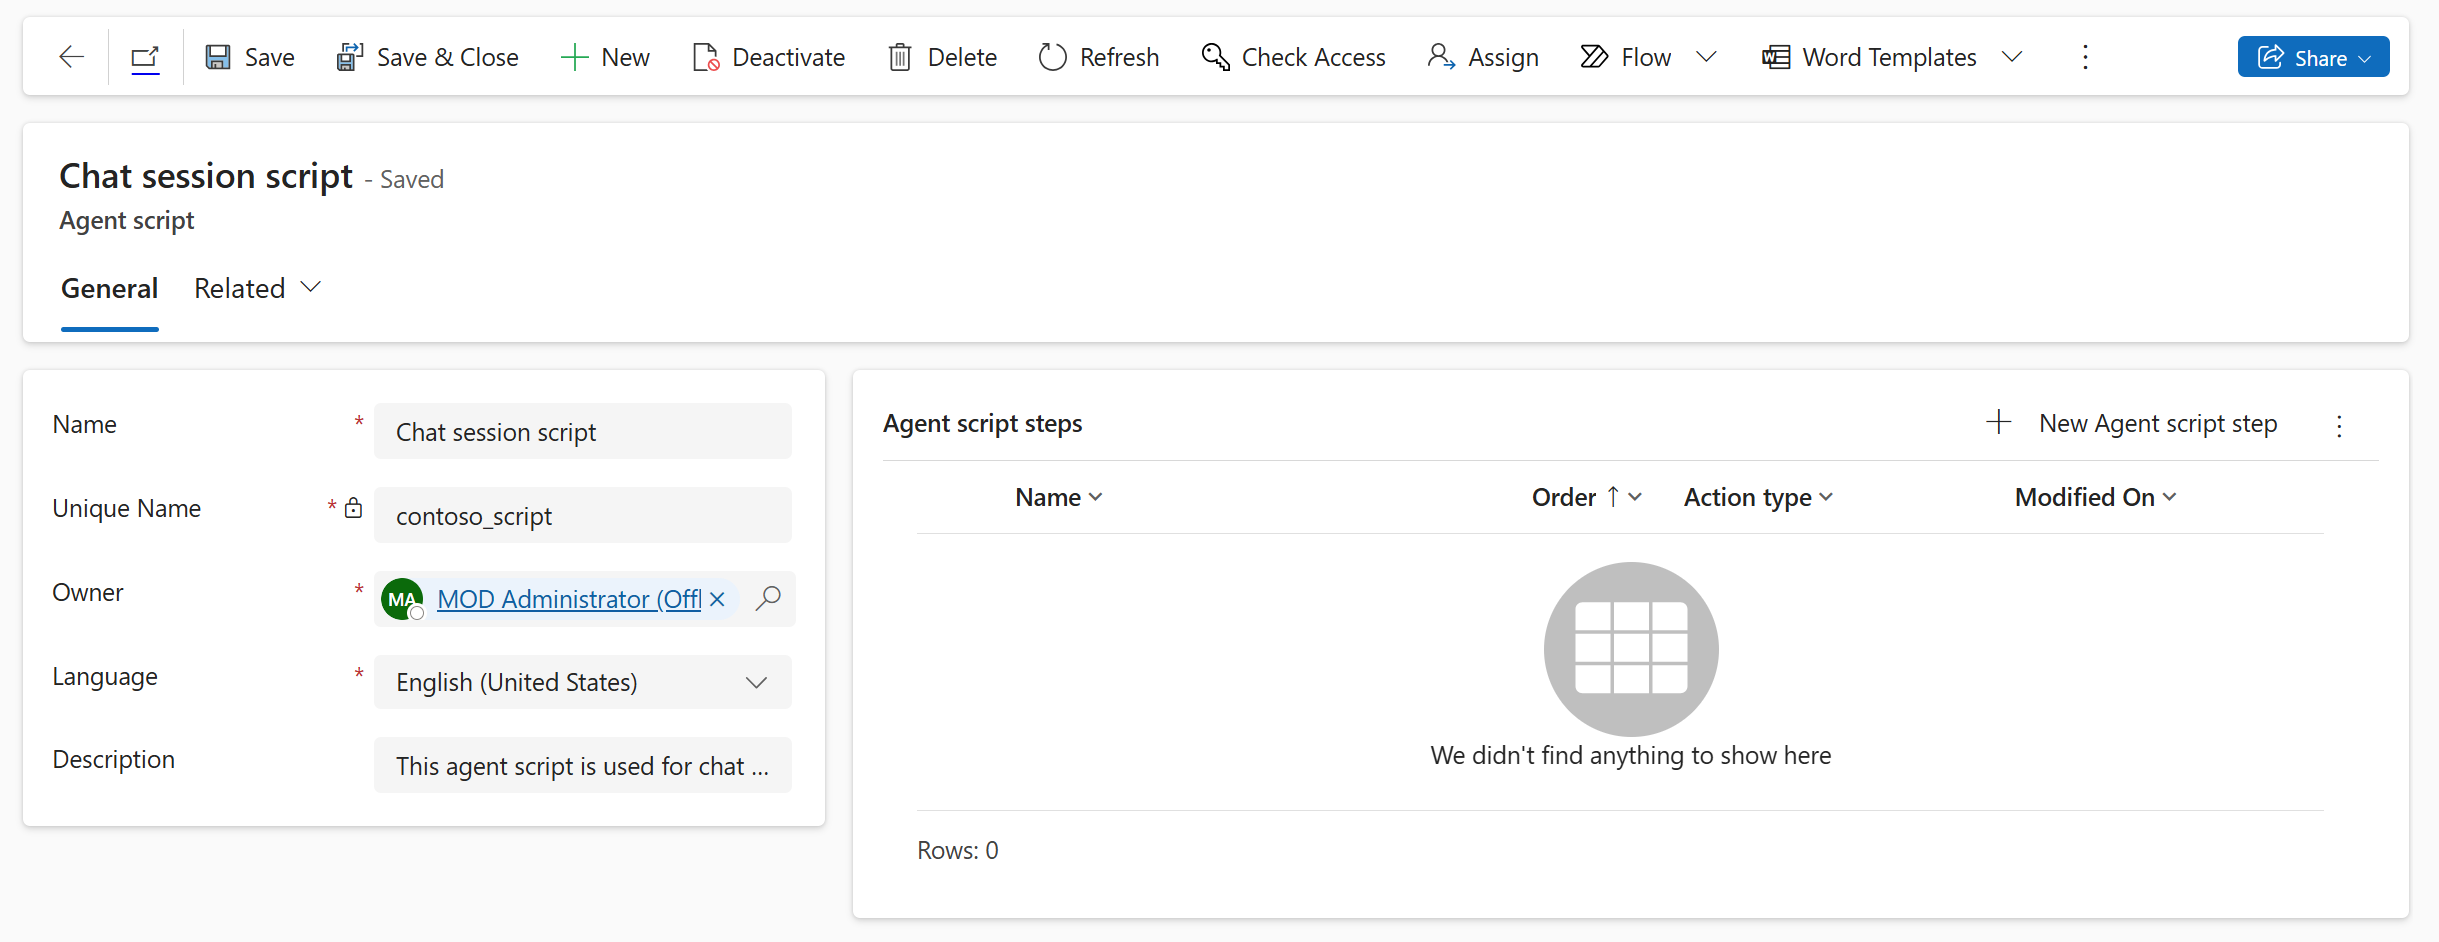 Save
Save & Close
New
Deactivate
Delete
Refresh
Check Access
Assign
Flow
Word Templates
Share
Chat session script - Saved
Agent script
General
Related
Name * Chat session script
Unique Name * contoso_script
Owner * MA MOD Administrator (Offl
Language * English (United States)
Description This agent script is used for chat ...
Agent script steps
New Agent script step
Name Order Action type Modified On
We didn't find anything to show here
Rows: 0